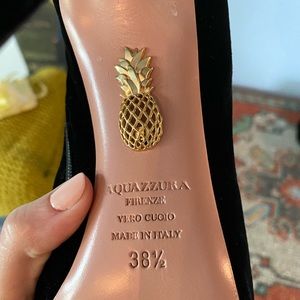 AQUAZZURA
FIRENZE
VERO CUOIO
MADE IN ITALY
38½